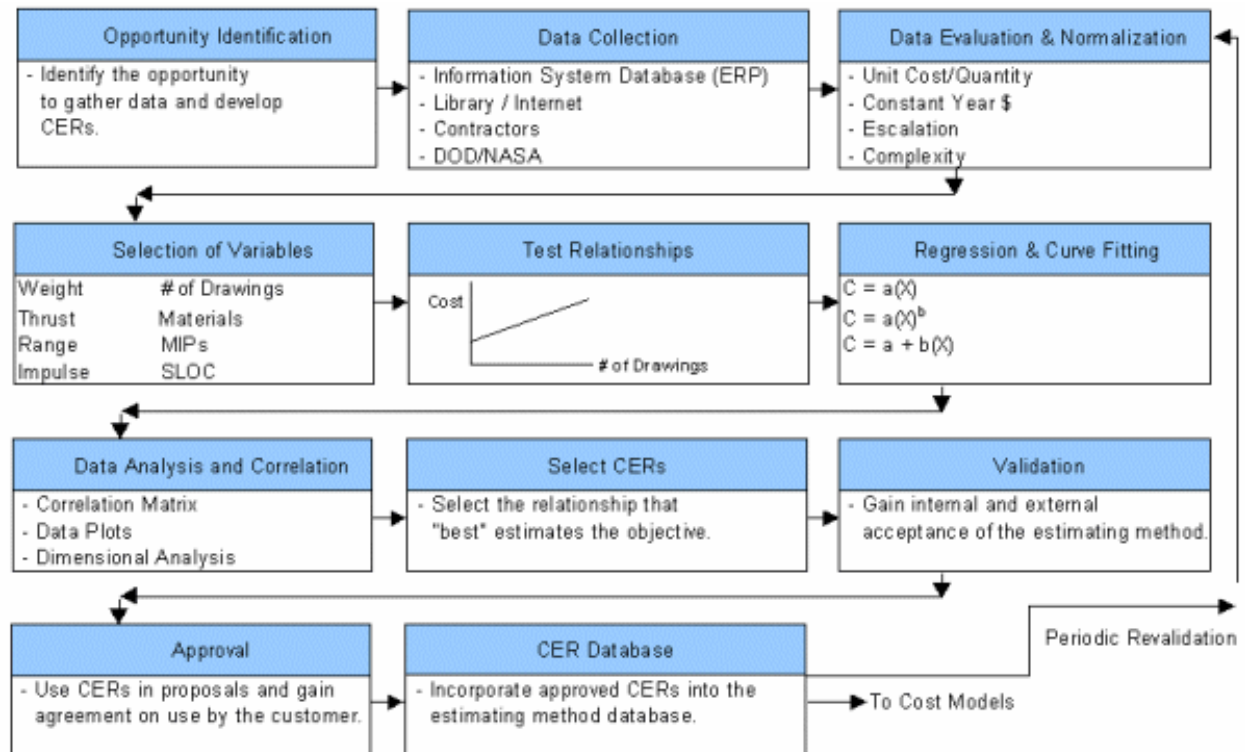 Opportunity Identification
- Identify the opportunity
to gather data and develop
CERs.
Data Collection
- Information System Database (ERP)
- Library / Internet
- Contractors
- DOD/NASA
Data Evaluation & Normalization
- Unit Cost/Quantity
- Constant Year $
- Escalation
- Complexity
Selection of Variables
Weight # of Drawings
Thrust Materials
Range MIPs
Impulse SLOC
Test Relationships
Cost
# of Drawings
Regression & Curve Fitting
C = a(X)
C = a(X)ᵇ
C = a + b(X)
Data Analysis and Correlation
- Correlation Matrix
- Data Plots
- Dimensional Analysis
Select CERs
- Select the relationship that
"best" estimates the objective.
Validation
- Gain internal and external
acceptance of the estimating method.
Approval
- Use CERs in proposals and gain
agreement on use by the customer.
CER Database
- Incorporate approved CERs into the
estimating method database.
Periodic Revalidation
To Cost Models